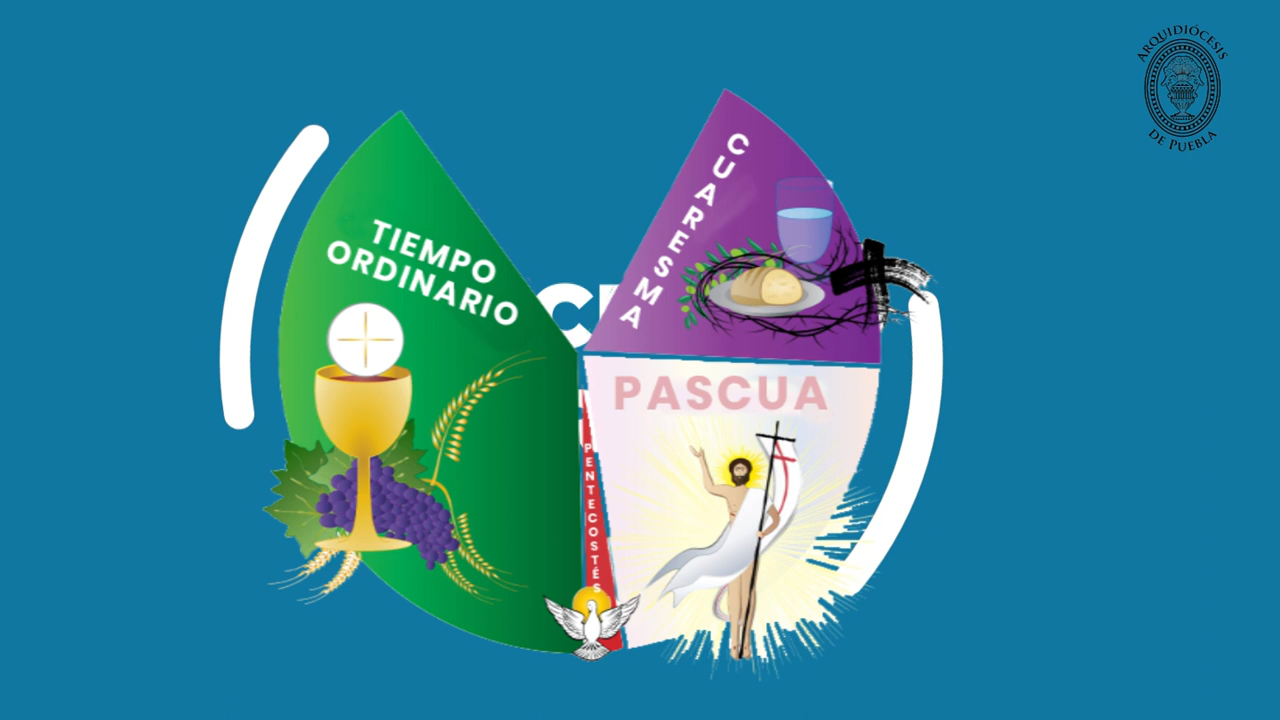 ARQUIDIÓCESIS
DE PUEBLA
TIEMPO
ORDINARIO
CUARESMA
PASCUA
PENTECOSTÉS